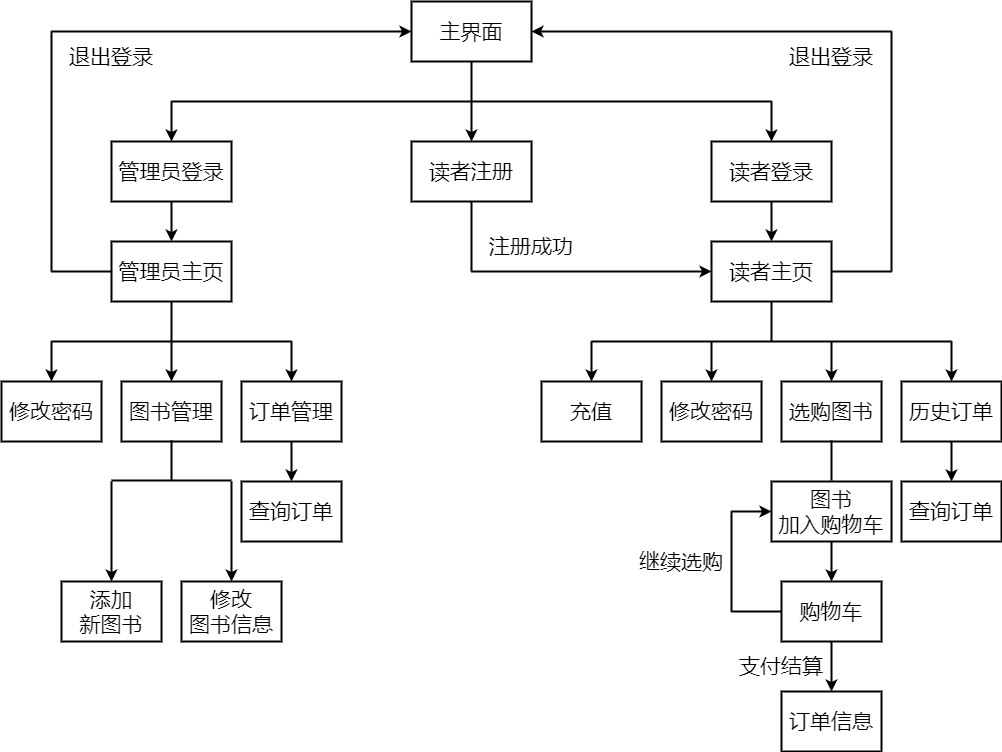 主界面
退出登录
退出登录
管理员登录
读者注册
读者登录
注册成功
管理员主页
读者主页
修改密码
图书管理
订单管理
充值
修改密码
选购图书
历史订单
查询订单
图书
加入购物车
查询订单
继续选购
添加
新图书
修改
图书信息
购物车
支付结算
订单信息